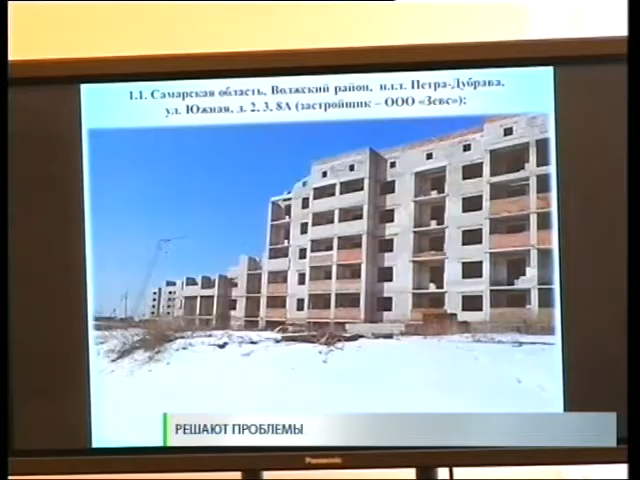 1.1. Самарская область, Волжский район, п.г.т. Петра-Дубрава,
ул. Южная, д. 2, 3, 8А (застройщик – ООО «Зевс»);
РЕШАЮТ ПРОБЛЕМЫ
Panasonic